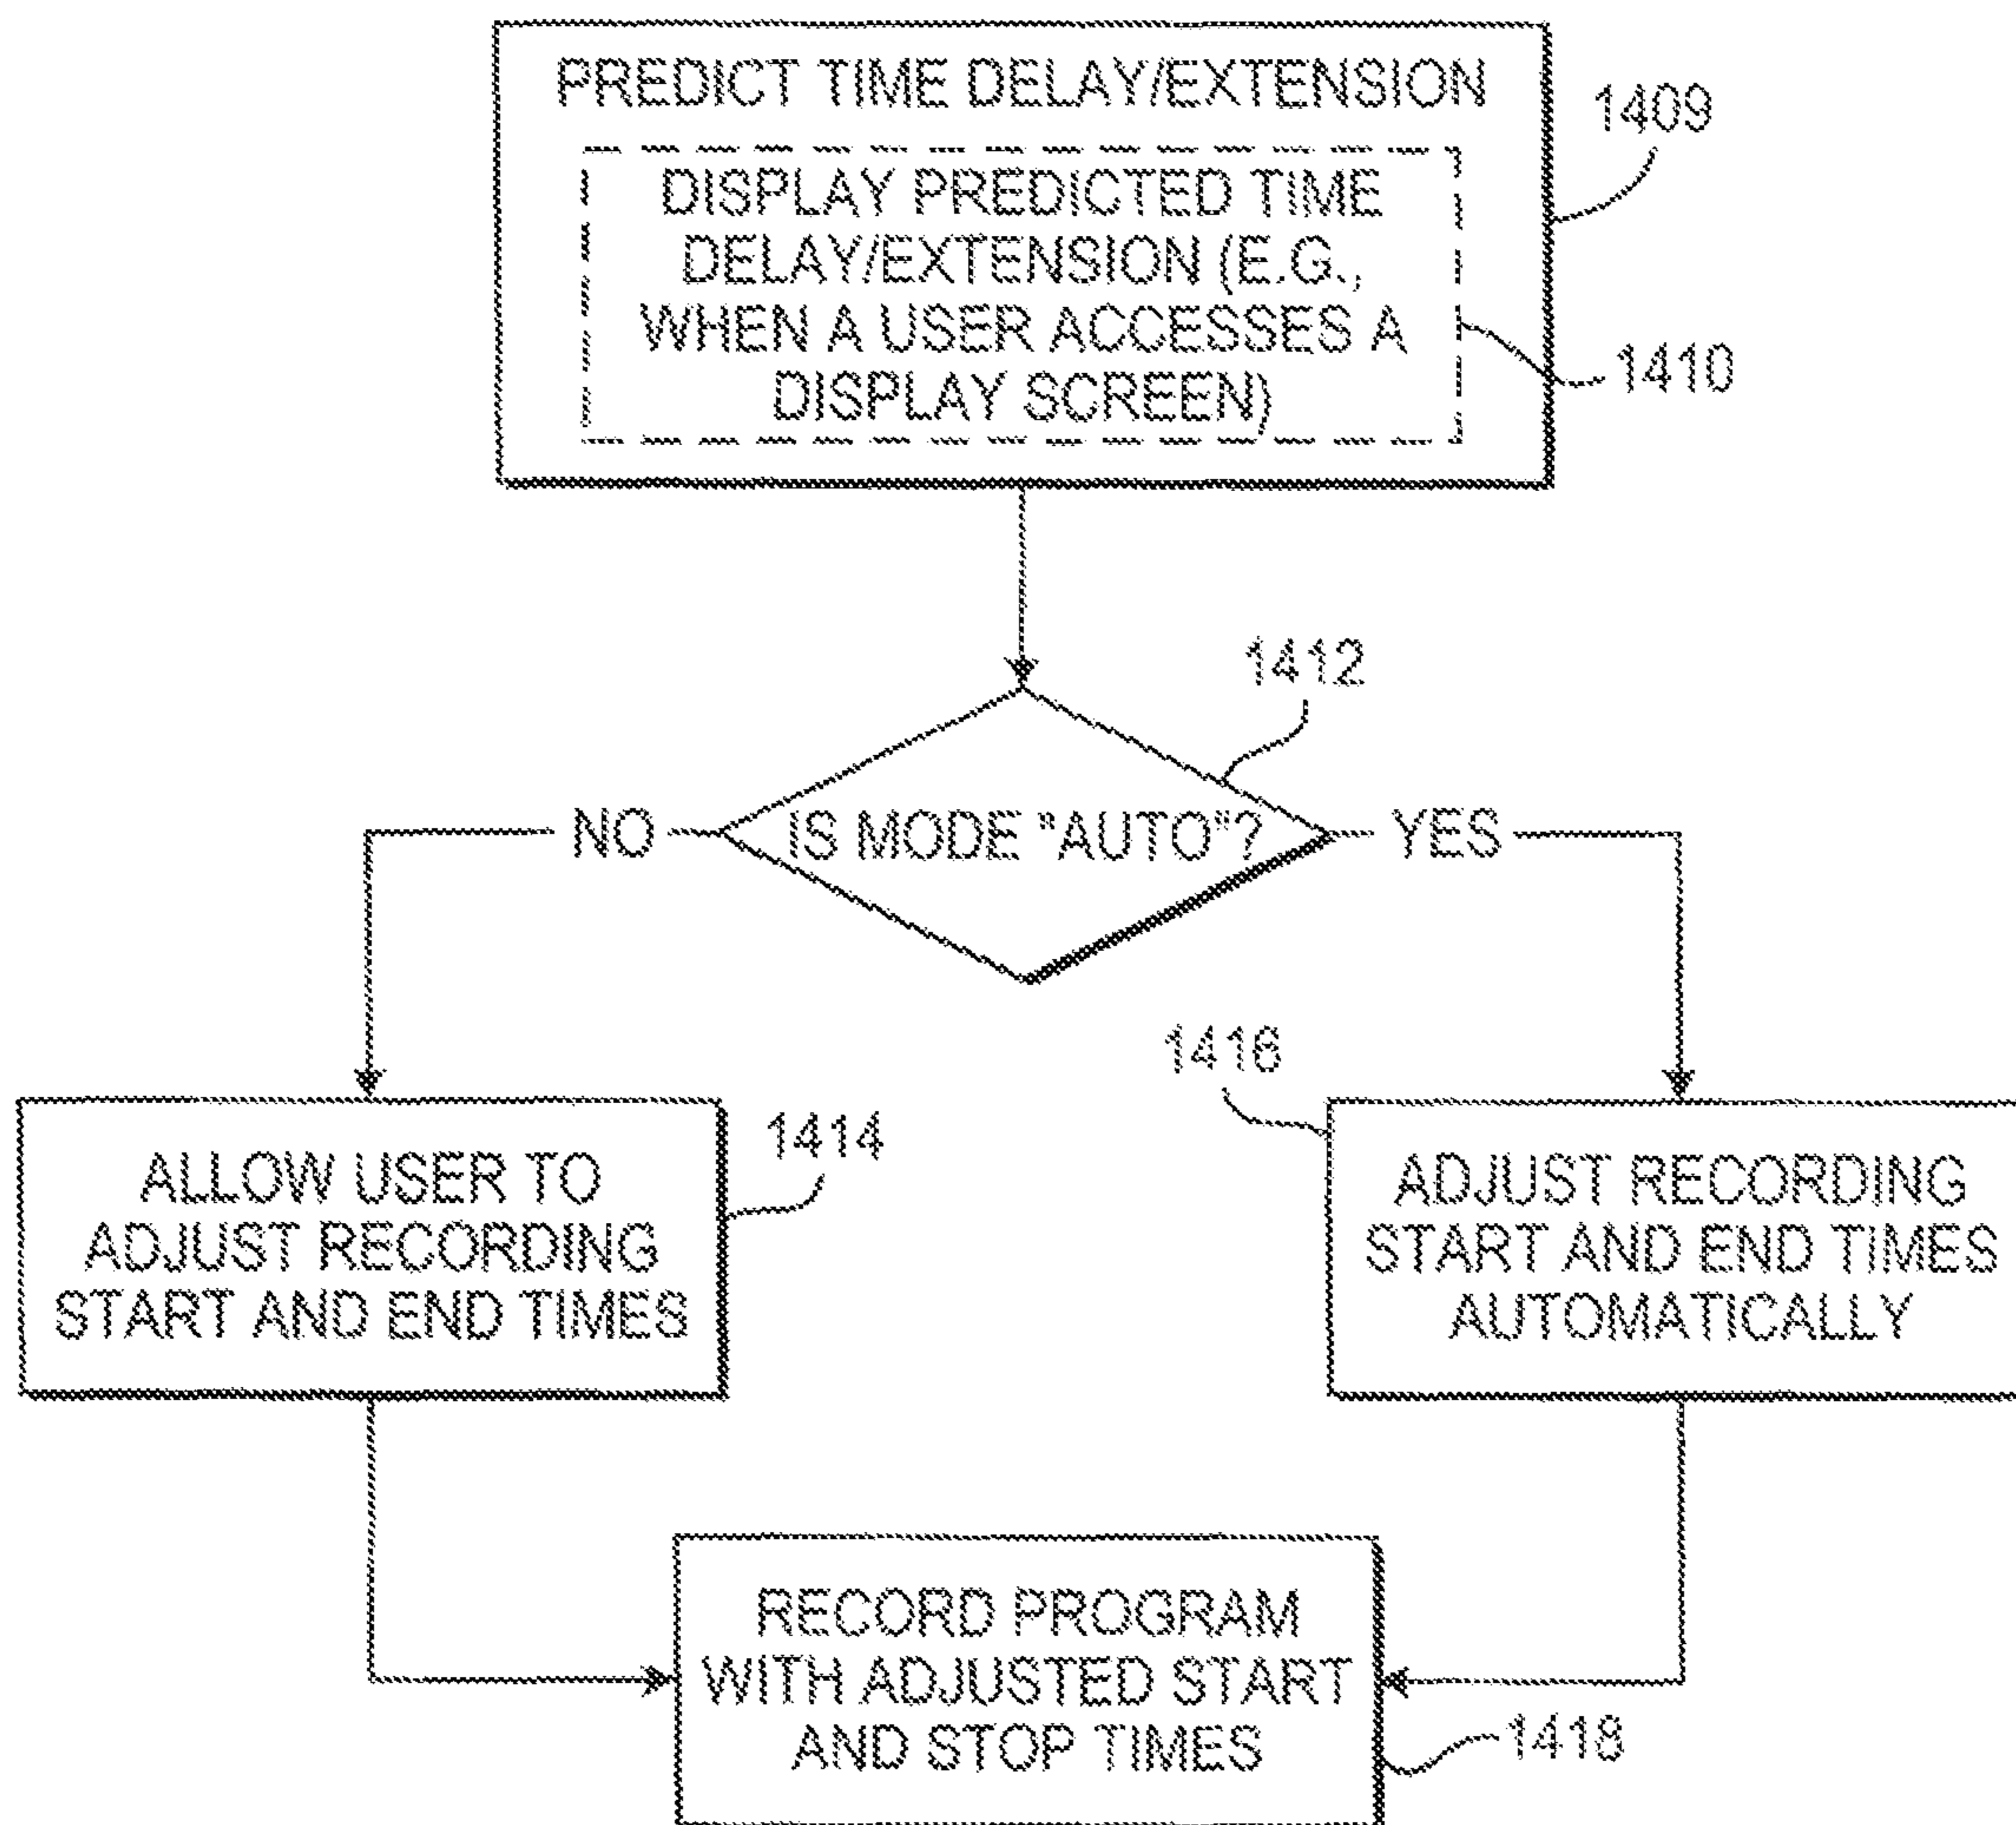 PREDICT TIME DELAY/EXTENSION
1409
DISPLAY PREDICTED TIME
DELAY/EXTENSION (E.G.,
WHEN A USER ACCESSES A
DISPLAY SCREEN)
1410
1412
NO
IS MODE "AUTO"?
YES
1414
ALLOW USER TO
ADJUST RECORDING
START AND END TIMES
1416
ADJUST RECORDING
START AND END TIMES
AUTOMATICALLY
RECORD PROGRAM
WITH ADJUSTED START
AND STOP TIMES
1418